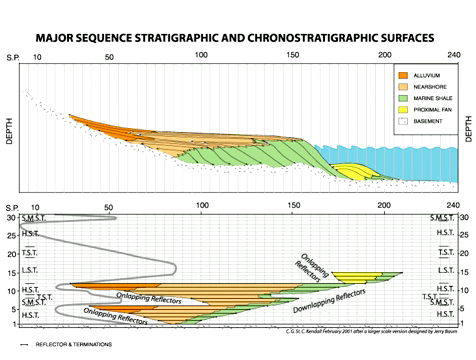 MAJOR SEQUENCE STRATIGRAPHIC AND CHRONOSTRATIGRAPHIC SURFACES
S.P. 10 50 100 150 200 240
ALLUVIUM
NEARSHORE
MARINE SHALE
PROXIMAL FAN
BASEMENT
DEPTH
DEPTH
S.P. 10 50 100 150 200 240
30 S.M.S.T. S.M.S.T. 30
H.S.T. H.S.T.
25 25
T.S.T. T.S.T.
20 20
L.S.T. Onlapping Reflectors L.S.T.
15 15
H.S.T. H.S.T.
10 10
T.S.T. Onlapping Reflectors Downlapping Reflectors T.S.T.
S.M.S.T. S.M.S.T.
5 Onlapping Reflectors 5
H.S.T. H.S.T.
1 1
C. G. St. C. Kendall February 2001 after a larger scale version designed by Jerry Baum
REFLECTOR & TERMINATIONS